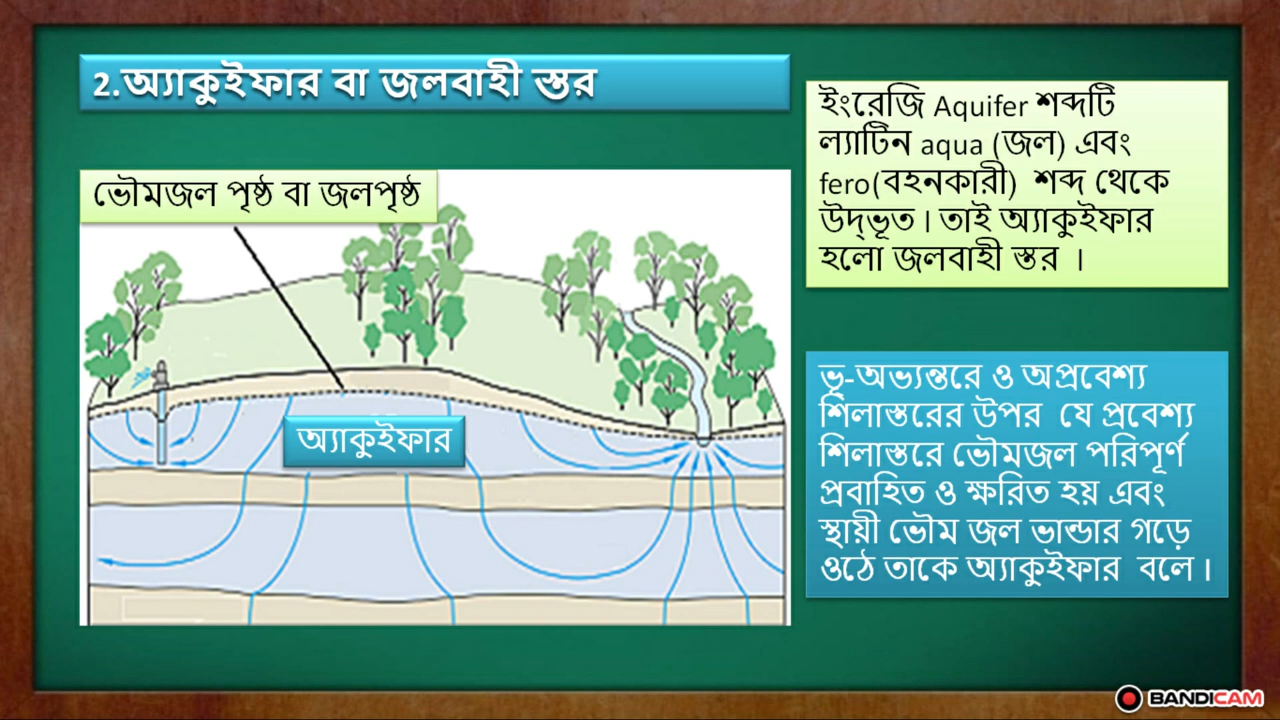 2.অ্যাকুইফার বা জলবাহী স্তর
ভৌমজল পৃষ্ঠ বা জলপৃষ্ঠ
অ্যাকুইফার
ইংরেজি Aquifer শব্দটি
ল্যাটিন aqua (জল) এবং
fero(বহনকারী) শব্দ থেকে
উদ্ভূত । তাই অ্যাকুইফার
হলো জলবাহী স্তর ।
ভূ-অভ্যন্তরে ও অপ্রবেশ্য
শিলাস্তরের উপর যে প্রবেশ্য
শিলাস্তরে ভৌমজল পরিপূর্ণ
প্রবাহিত ও ক্ষরিত হয় এবং
স্থায়ী ভৌম জল ভান্ডার গড়ে
ওঠে তাকে অ্যাকুইফার বলে ।
BANDICAM